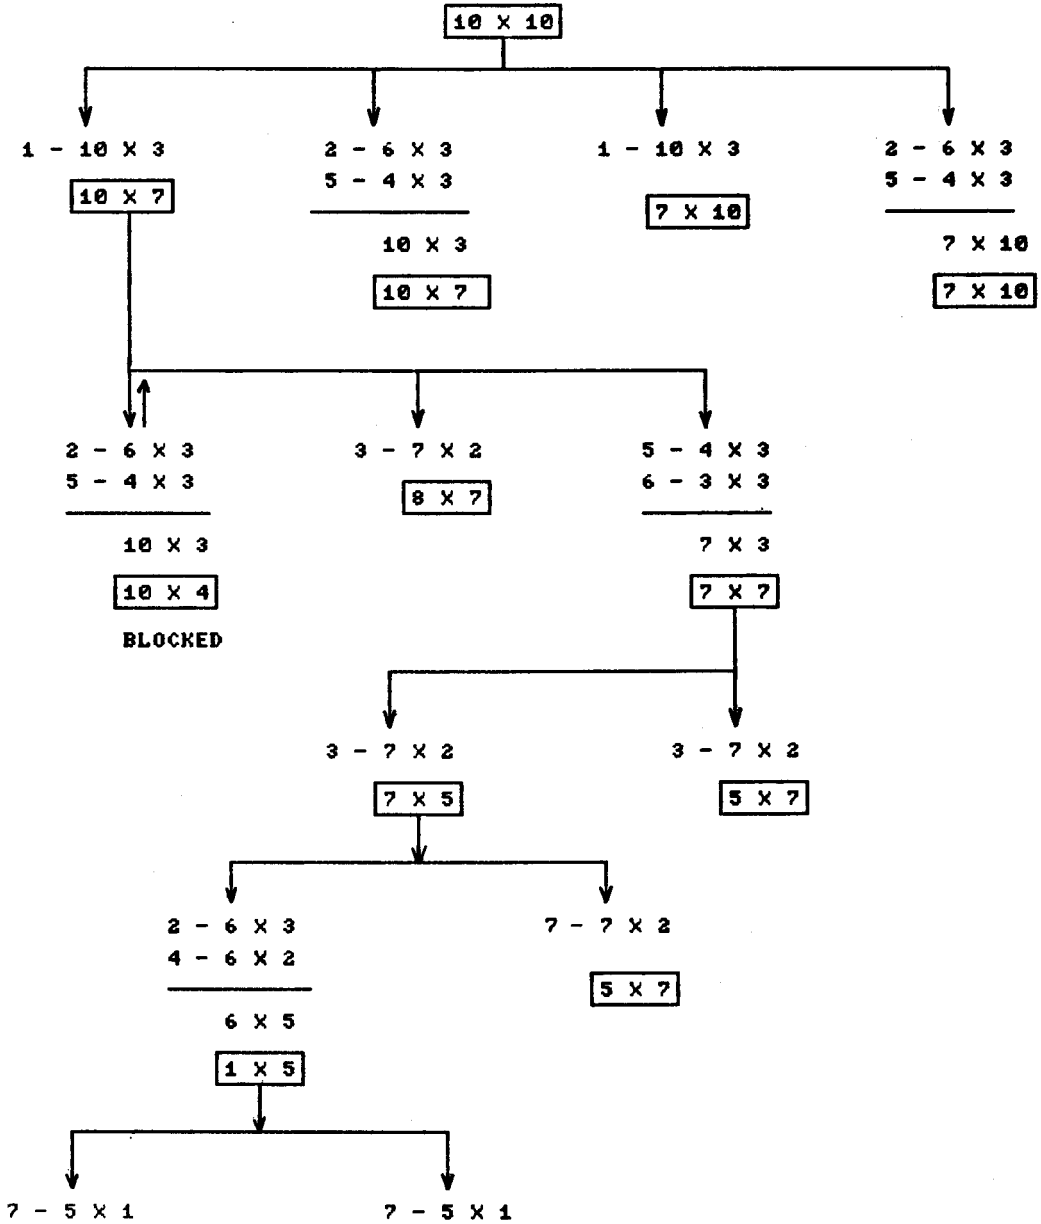 10 X 10
1 - 10 X 3
10 X 7
2 - 6 X 3
5 - 4 X 3
10 X 3
10 X 7
1 - 10 X 3
7 X 10
2 - 6 X 3
5 - 4 X 3
7 X 10
7 X 10
2 - 6 X 3
5 - 4 X 3
10 X 3
10 X 4
BLOCKED
3 - 7 X 2
8 X 7
5 - 4 X 3
6 - 3 X 3
7 X 3
7 X 7
3 - 7 X 2
7 X 5
3 - 7 X 2
5 X 7
2 - 6 X 3
4 - 6 X 2
6 X 5
1 X 5
7 - 7 X 2
5 X 7
7 - 5 X 1
7 - 5 X 1